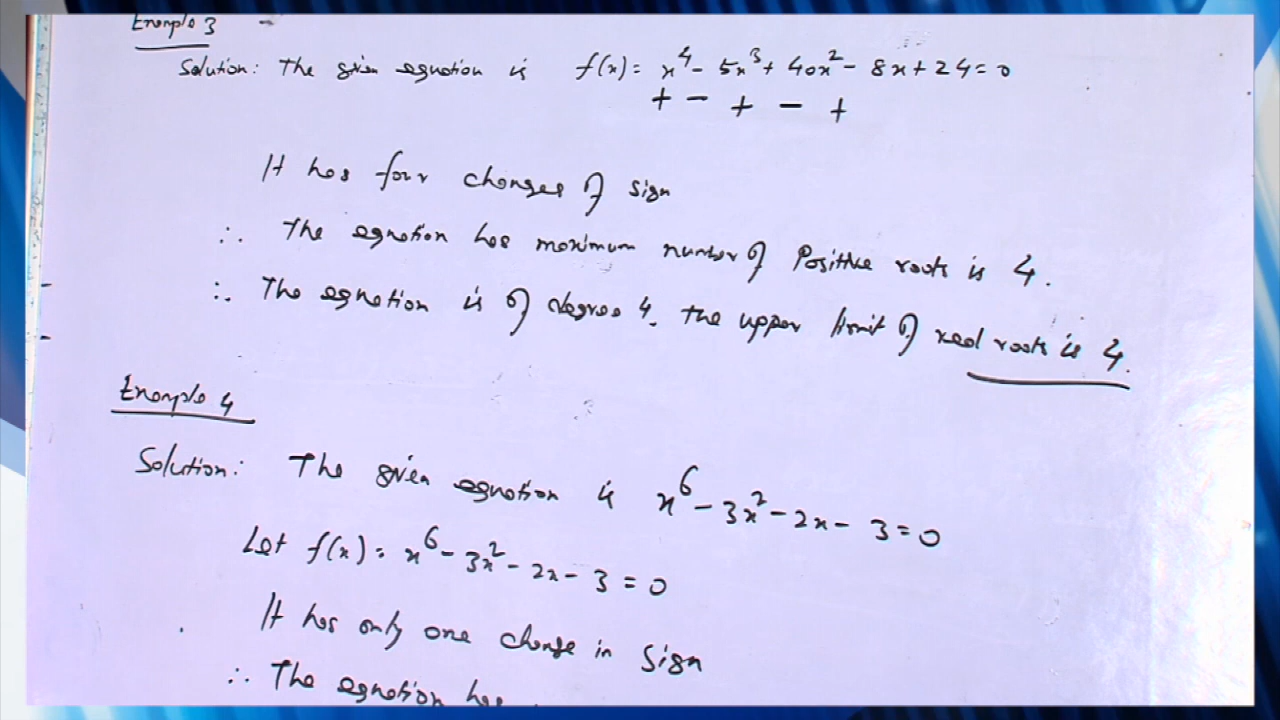 Example 3
Solution: The given equation is f(x) = x⁴ - 5x³ + 40x² - 8x + 24 = 0
+ - + - +
It has four changes of sign
∴ The equation has maximum number of Positive roots is 4.
∴ The equation is of degree 4. The upper limit of real roots is 4.
Example 4
Solution: The given equation is x⁶ - 3x² - 2x - 3 = 0
Let f(x) = x⁶ - 3x² - 2x - 3 = 0
It has only one change in sign
∴ The equation has